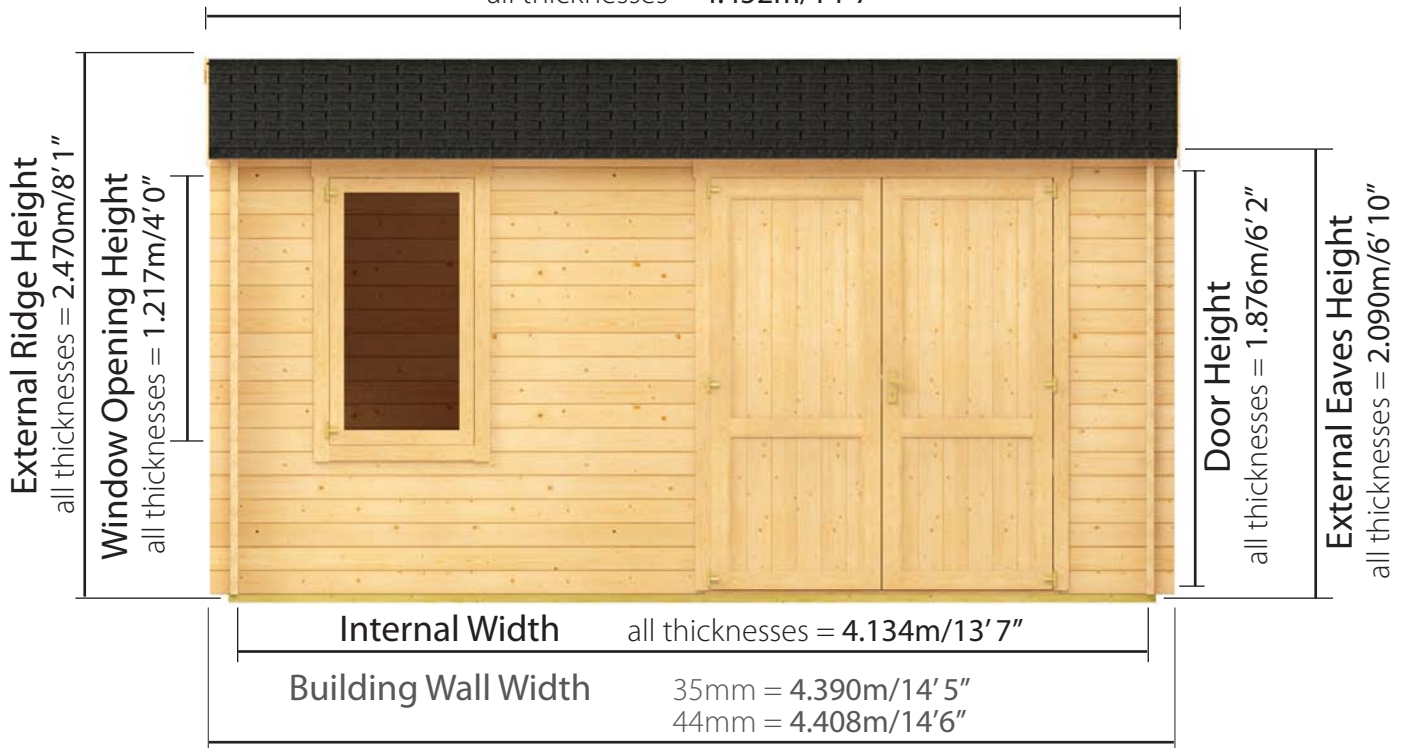 all thicknesses
External Ridge Height
all thicknesses = 2.470m/8’1”
Window Opening Height
all thicknesses = 1.217m/4’0”
Door Height
all thicknesses = 1.876m/6’ 2”
External Eaves Height
all thicknesses = 2.090m/6’ 10”
Internal Width all thicknesses = 4.134m/13’ 7”
Building Wall Width 35mm = 4.390m/14’ 5”
44mm = 4.408m/14’6”